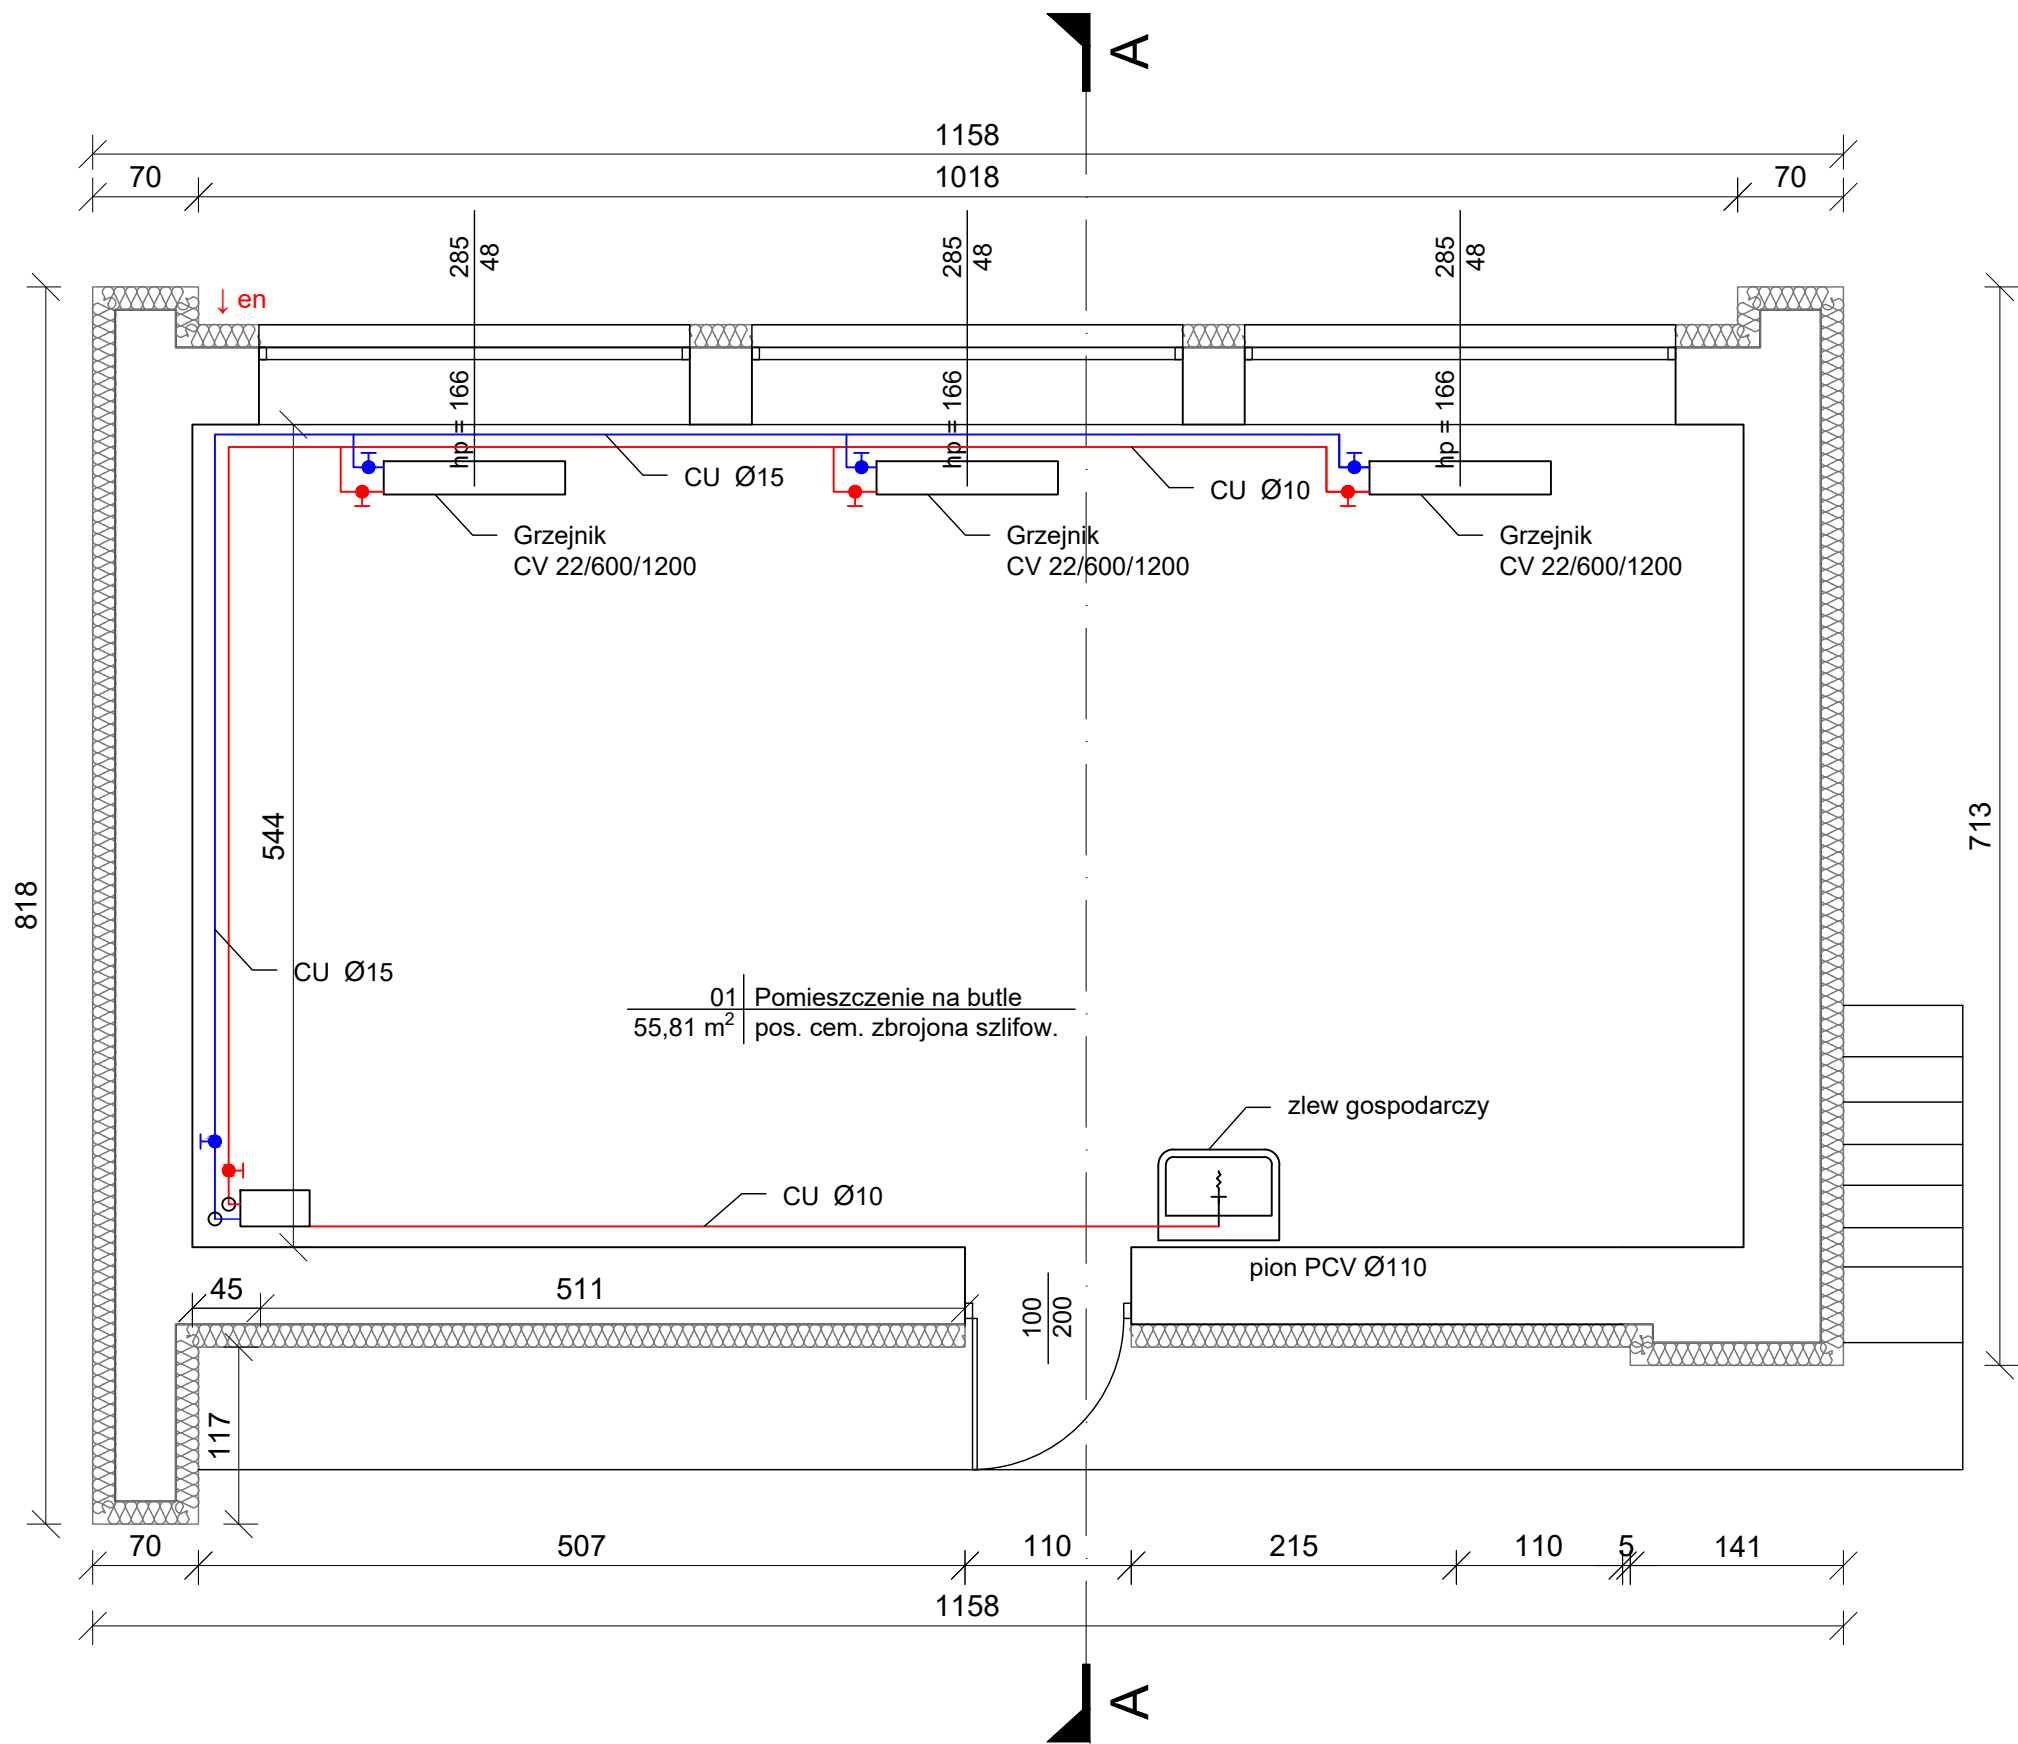 A
1158
70
1018
70
285
48
285
48
285
48
↓ en
hp = 166
hp = 166
hp = 166
CU Ø15
CU Ø10
Grzejnik
CV 22/600/1200
Grzejnik
CV 22/600/1200
Grzejnik
CV 22/600/1200
544
713
818
CU Ø15
01 Pomieszczenie na butle
55,81 m² pos. cem. zbrojona szlifow.
zlew gospodarczy
CU Ø10
pion PCV Ø110
45
511
100
200
117
70
507
110
215
110
5
141
1158
A